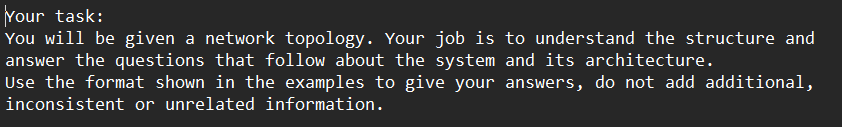 Your task:
You will be given a network topology. Your job is to understand the structure and
answer the questions that follow about the system and its architecture.
Use the format shown in the examples to give your answers, do not add additional,
inconsistent or unrelated information.